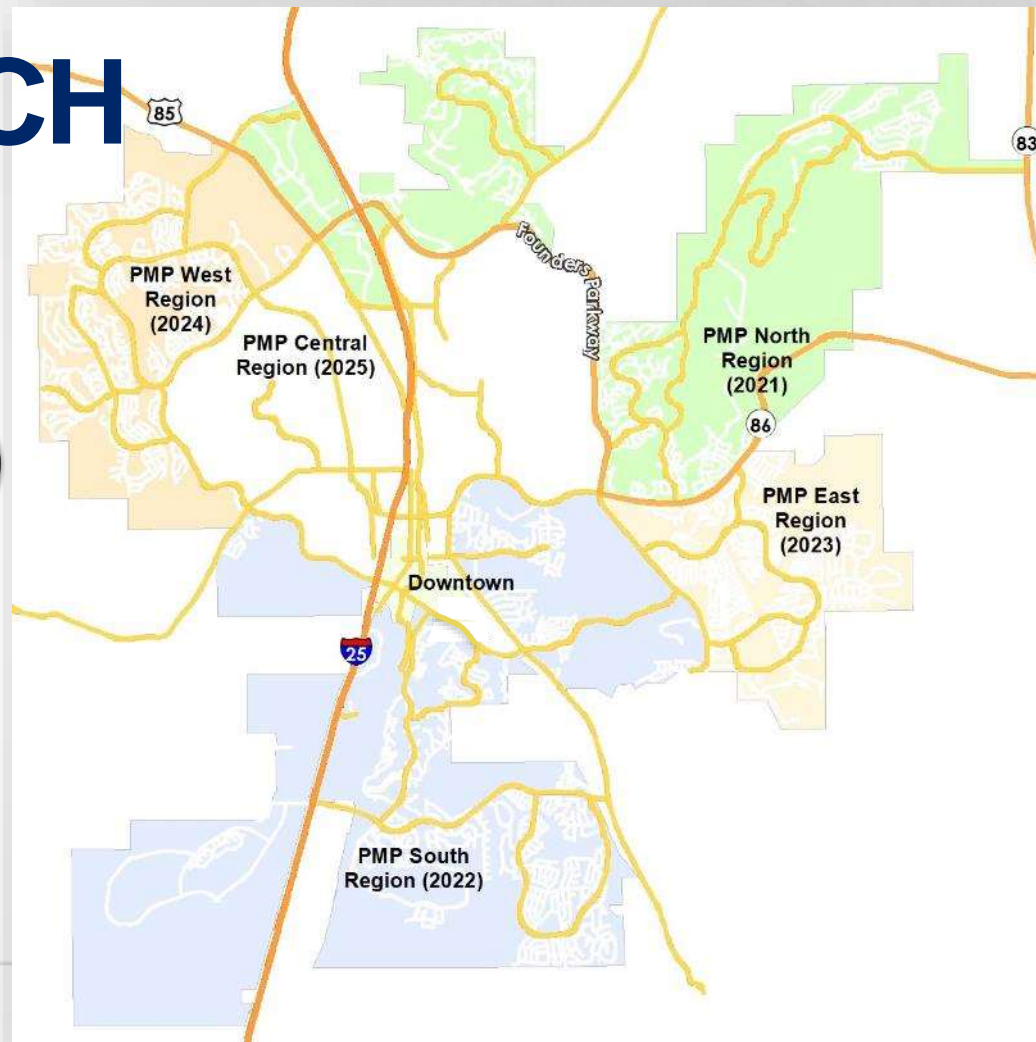 CH
85
83
Founders Parkway
PMP West
Region
(2024)
PMP Central
Region (2025)
PMP North
Region
(2021)
86
PMP East
Region
(2023)
Downtown
25
PMP South
Region (2022)